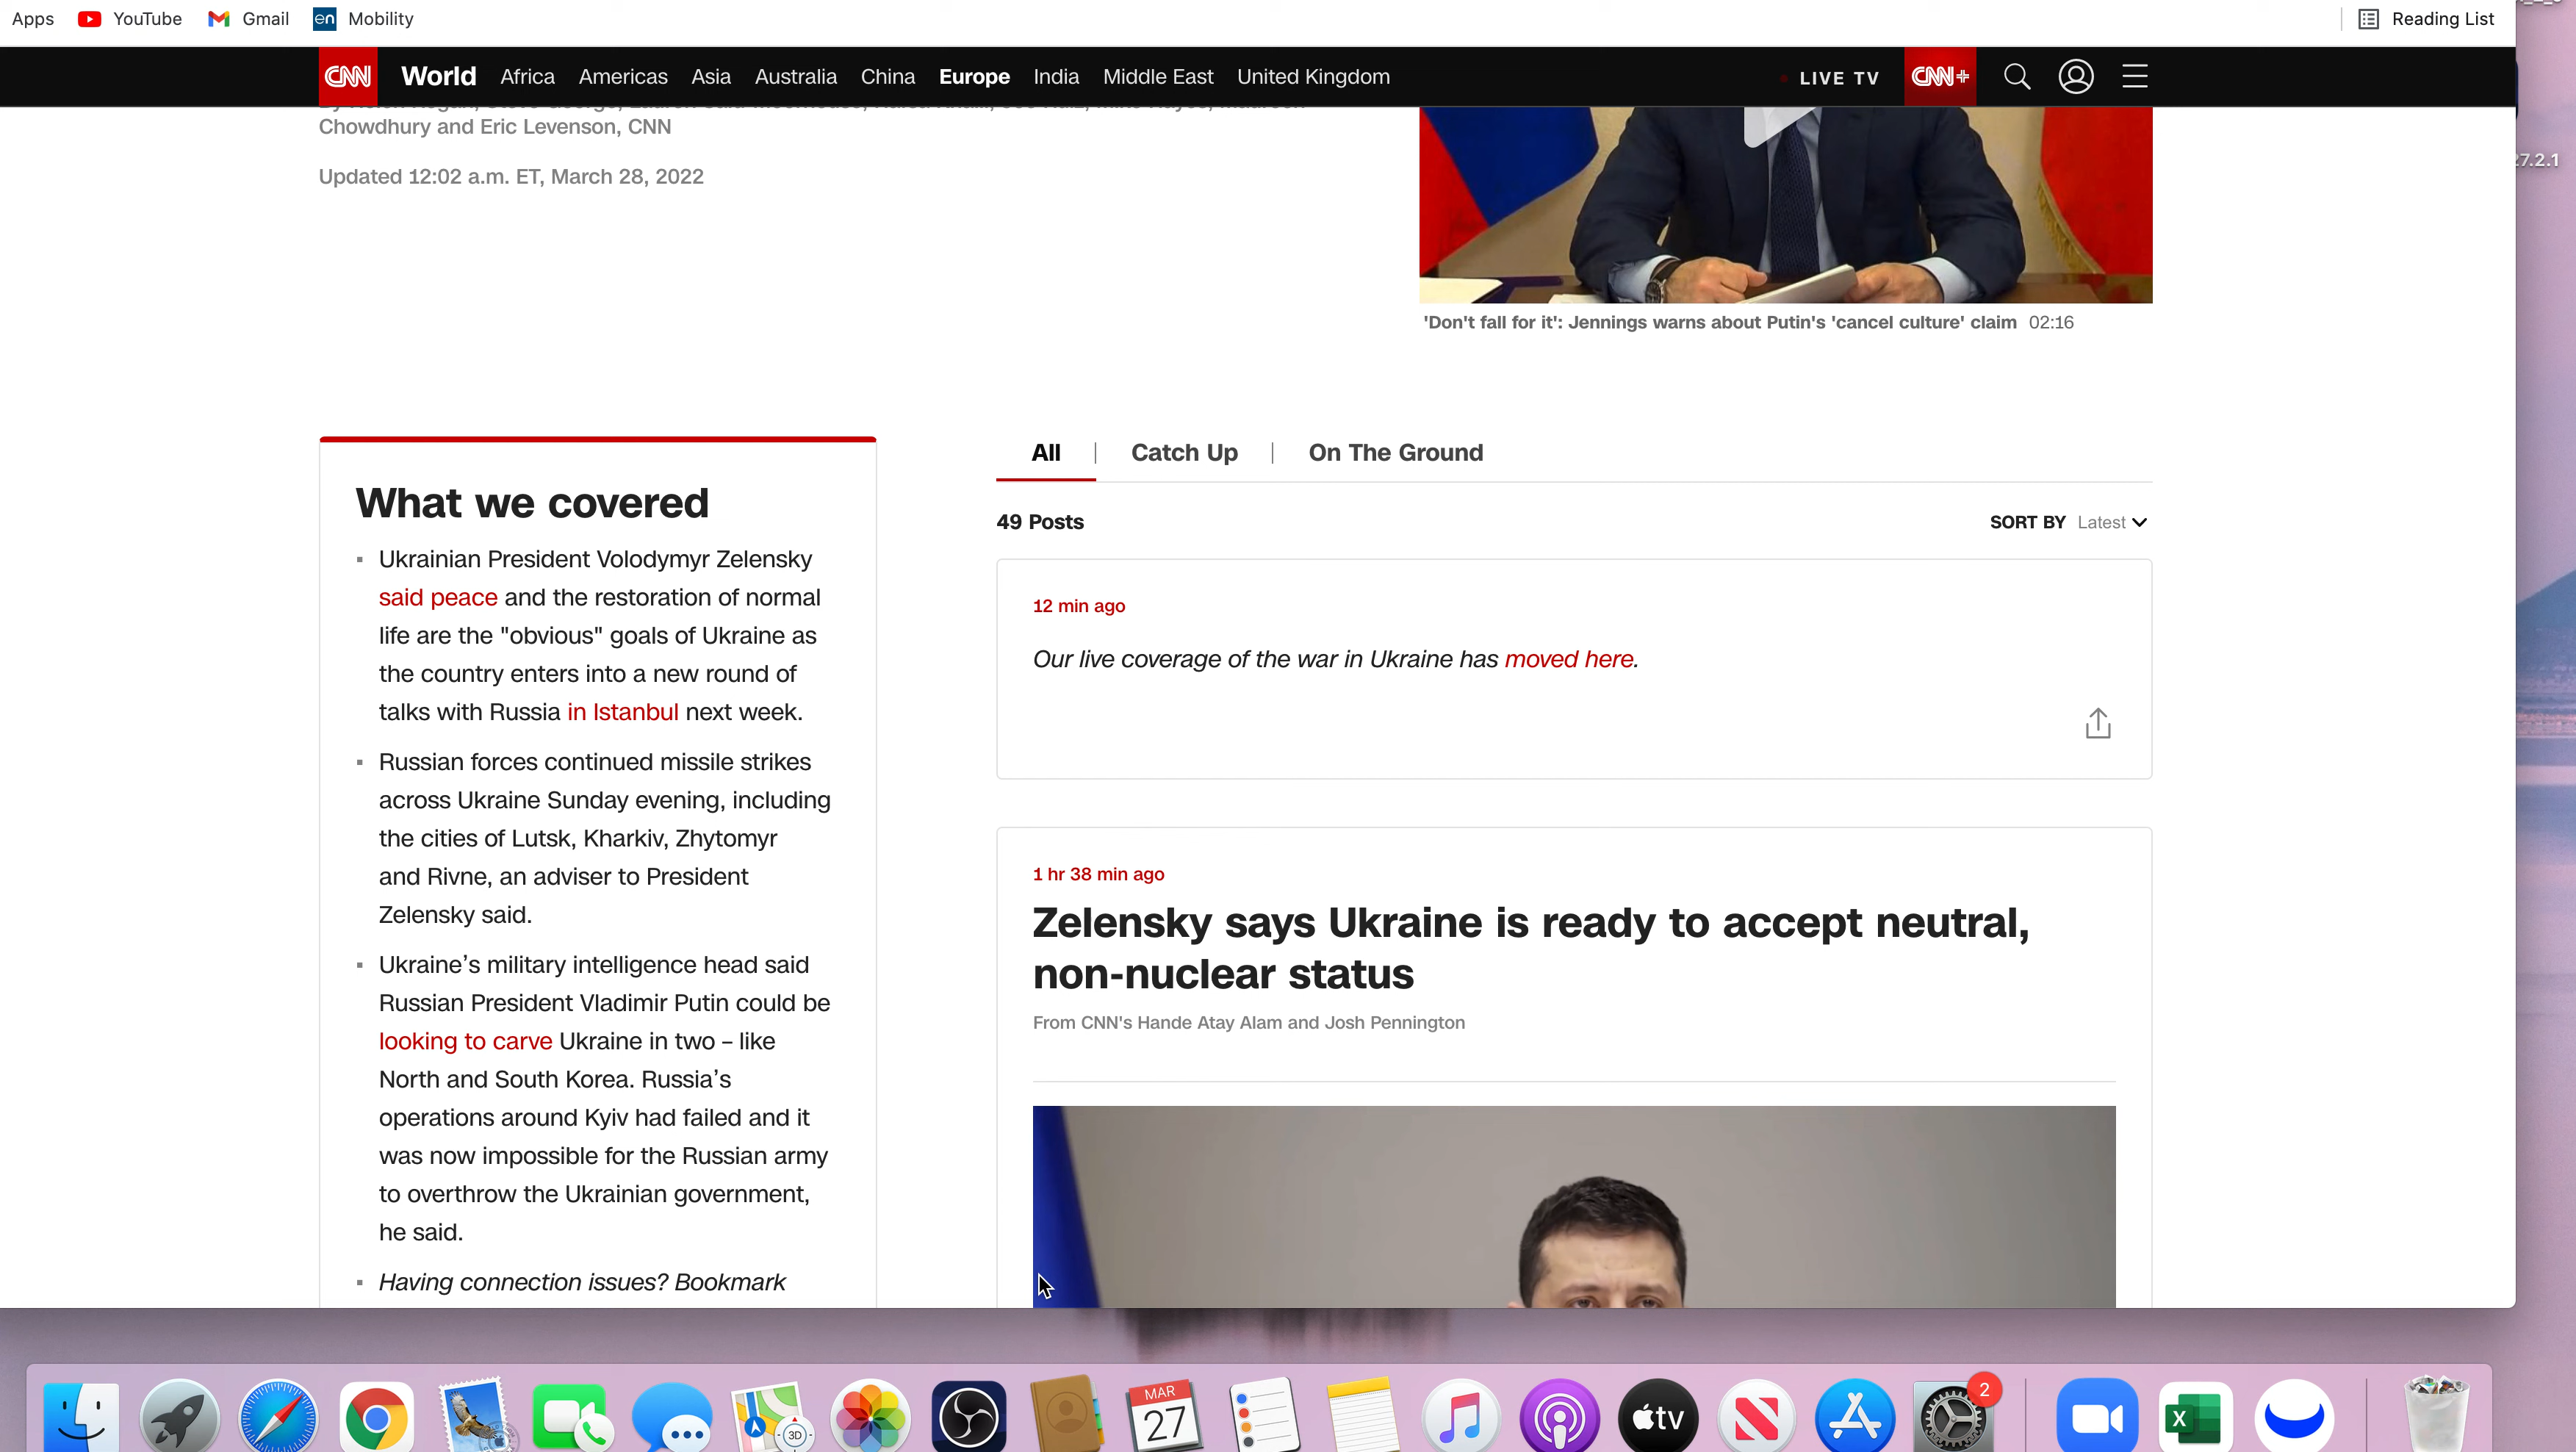 Apps YouTube Gmail Mobility Reading List
CNN World Africa Americas Asia Australia China Europe India Middle East United Kingdom LIVE TV CNN+
Chowdhury and Eric Levenson, CNN
Updated 12:02 a.m. ET, March 28, 2022
27.2.1
'Don't fall for it': Jennings warns about Putin's 'cancel culture' claim 02:16
What we covered
▪ Ukrainian President Volodymyr Zelensky
said peace and the restoration of normal
life are the "obvious" goals of Ukraine as
the country enters into a new round of
talks with Russia in Istanbul next week.
▪ Russian forces continued missile strikes
across Ukraine Sunday evening, including
the cities of Lutsk, Kharkiv, Zhytomyr
and Rivne, an adviser to President
Zelensky said.
▪ Ukraine’s military intelligence head said
Russian President Vladimir Putin could be
looking to carve Ukraine in two – like
North and South Korea. Russia’s
operations around Kyiv had failed and it
was now impossible for the Russian army
to overthrow the Ukrainian government,
he said.
▪ Having connection issues? Bookmark
All | Catch Up | On The Ground
49 Posts SORT BY Latest
12 min ago
Our live coverage of the war in Ukraine has moved here.
1 hr 38 min ago
Zelensky says Ukraine is ready to accept neutral,
non-nuclear status
From CNN's Hande Atay Alam and Josh Pennington
3D
MAR
27
tv
2
X